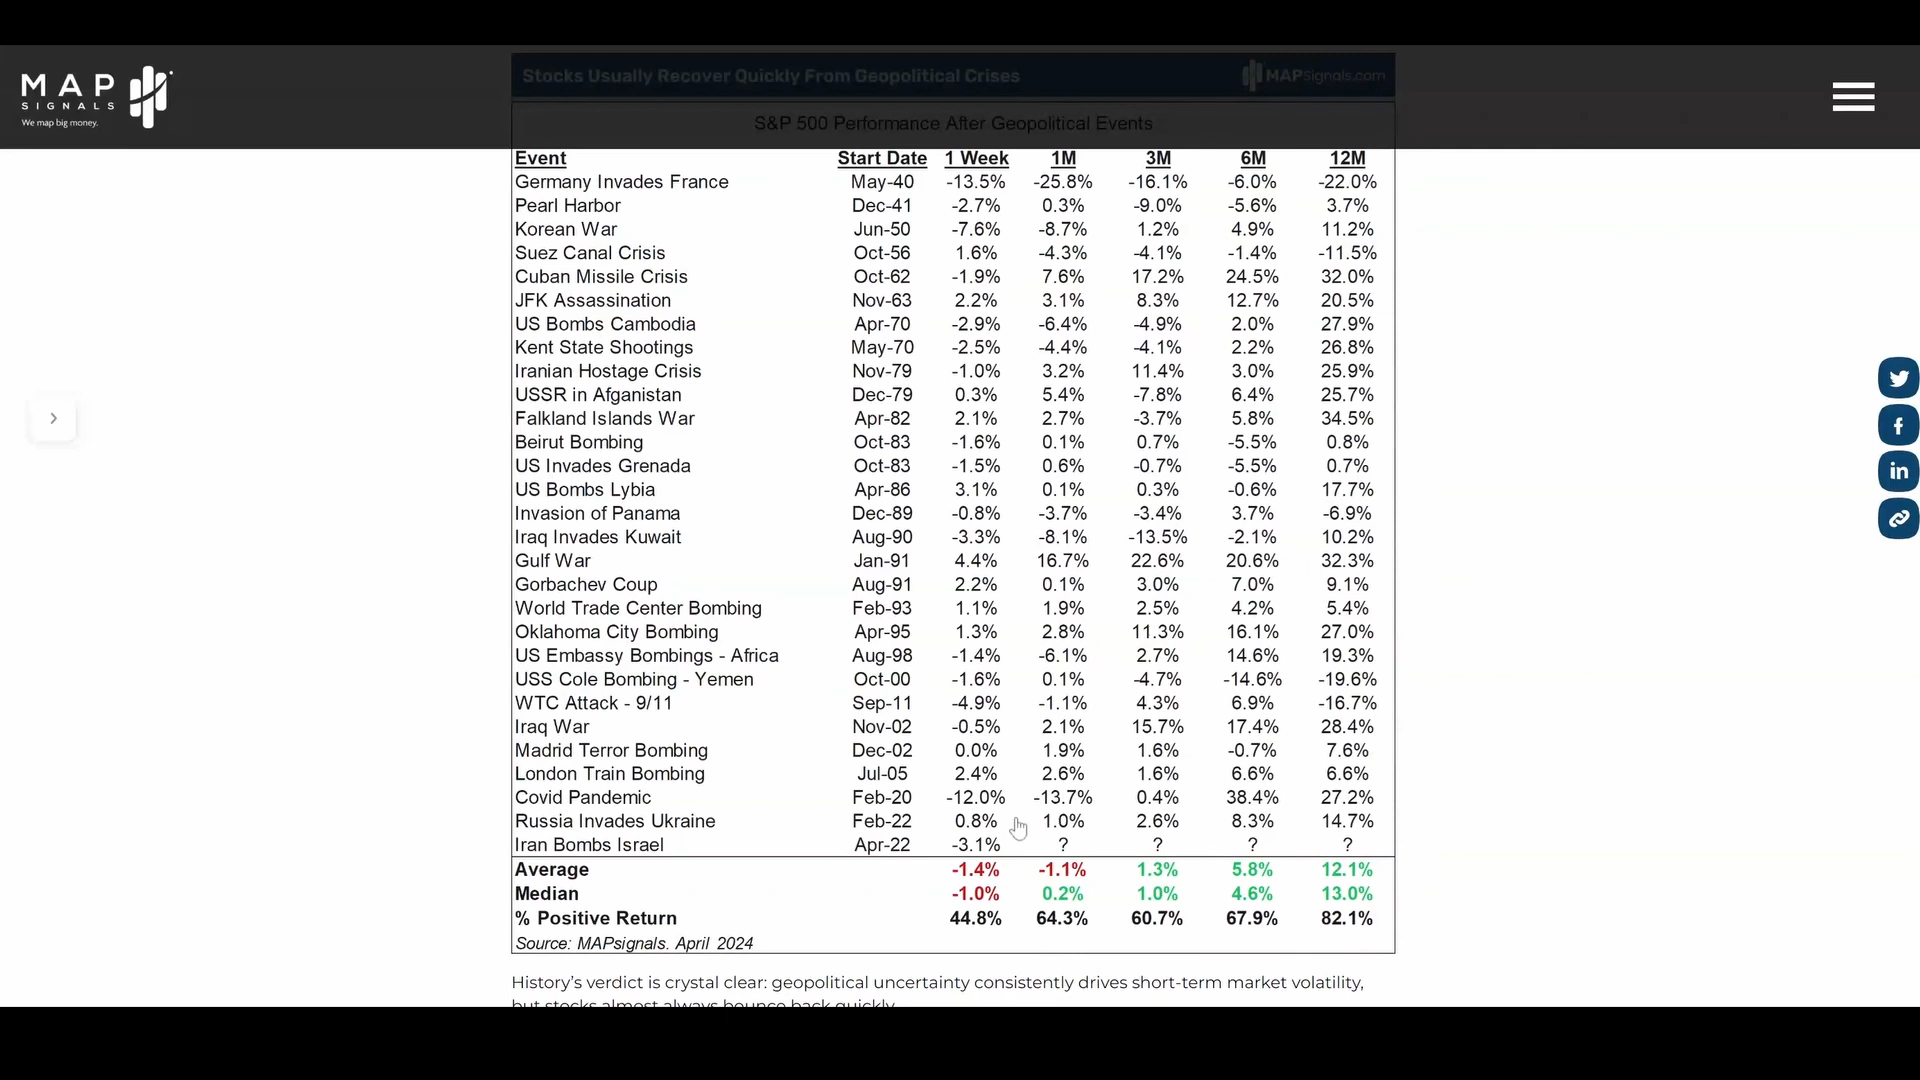 MAP
SIGNALS
We map big money.
Stocks Usually Recover Quickly From Geopolitical Crises MAPSignals.com
S&P 500 Performance After Geopolitical Events
Event Start Date 1 Week 1M 3M 6M 12M
Germany Invades France May-40 -13.5% -25.8% -16.1% -6.0% -22.0%
Pearl Harbor Dec-41 -2.7% 0.3% -9.0% -5.6% 3.7%
Korean War Jun-50 -7.6% -8.7% 1.2% 4.9% 11.2%
Suez Canal Crisis Oct-56 1.6% -4.3% -4.1% -1.4% -11.5%
Cuban Missile Crisis Oct-62 -1.9% 7.6% 17.2% 24.5% 32.0%
JFK Assassination Nov-63 2.2% 3.1% 8.3% 12.7% 20.5%
US Bombs Cambodia Apr-70 -2.9% -6.4% -4.9% 2.0% 27.9%
Kent State Shootings May-70 -2.5% -4.4% -4.1% 2.2% 26.8%
Iranian Hostage Crisis Nov-79 -1.0% 3.2% 11.4% 3.0% 25.9%
USSR in Afganistan Dec-79 0.3% 5.4% -7.8% 6.4% 25.7%
Falkland Islands War Apr-82 2.1% 2.7% -3.7% 5.8% 34.5%
Beirut Bombing Oct-83 -1.6% 0.1% 0.7% -5.5% 0.8%
US Invades Grenada Oct-83 -1.5% 0.6% -0.7% -5.5% 0.7%
US Bombs Lybia Apr-86 3.1% 0.1% 0.3% -0.6% 17.7%
Invasion of Panama Dec-89 -0.8% -3.7% -3.4% 3.7% -6.9%
Iraq Invades Kuwait Aug-90 -3.3% -8.1% -13.5% -2.1% 10.2%
Gulf War Jan-91 4.4% 16.7% 22.6% 20.6% 32.3%
Gorbachev Coup Aug-91 2.2% 0.1% 3.0% 7.0% 9.1%
World Trade Center Bombing Feb-93 1.1% 1.9% 2.5% 4.2% 5.4%
Oklahoma City Bombing Apr-95 1.3% 2.8% 11.3% 16.1% 27.0%
US Embassy Bombings - Africa Aug-98 -1.4% -6.1% 2.7% 14.6% 19.3%
USS Cole Bombing - Yemen Oct-00 -1.6% 0.1% -4.7% -14.6% -19.6%
WTC Attack - 9/11 Sep-11 -4.9% -1.1% 4.3% 6.9% -16.7%
Iraq War Nov-02 -0.5% 2.1% 15.7% 17.4% 28.4%
Madrid Terror Bombing Dec-02 0.0% 1.9% 1.6% -0.7% 7.6%
London Train Bombing Jul-05 2.4% 2.6% 1.6% 6.6% 6.6%
Covid Pandemic Feb-20 -12.0% -13.7% 0.4% 38.4% 27.2%
Russia Invades Ukraine Feb-22 0.8% 1.0% 2.6% 8.3% 14.7%
Iran Bombs Israel Apr-22 -3.1% ? ? ? ?
Average -1.4% -1.1% 1.3% 5.8% 12.1%
Median -1.0% 0.2% 1.0% 4.6% 13.0%
% Positive Return 44.8% 64.3% 60.7% 67.9% 82.1%
Source: MAPsignals. April 2024
History's verdict is crystal clear: geopolitical uncertainty consistently drives short-term market volatility,
but stocks almost always bounce back quickly.